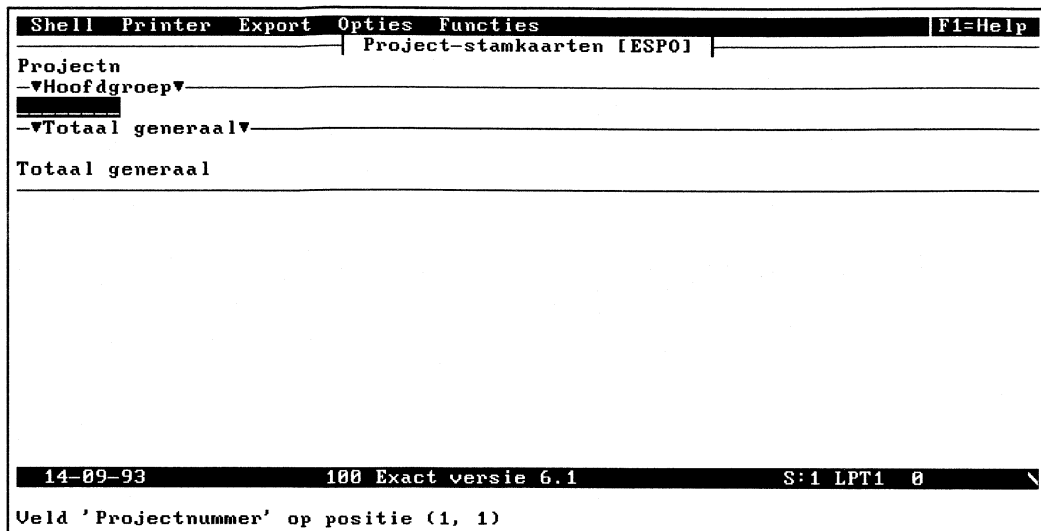 Shell Printer Export Opties Functies F1=Help
Project-stamkaarten [ESPO]
Projectn
▼Hoofdgroep▼
▼Totaal generaal▼
Totaal generaal
14-09-93 100 Exact versie 6.1 S:1 LPT1 0 \
Veld 'Projectnummer' op positie (1, 1)